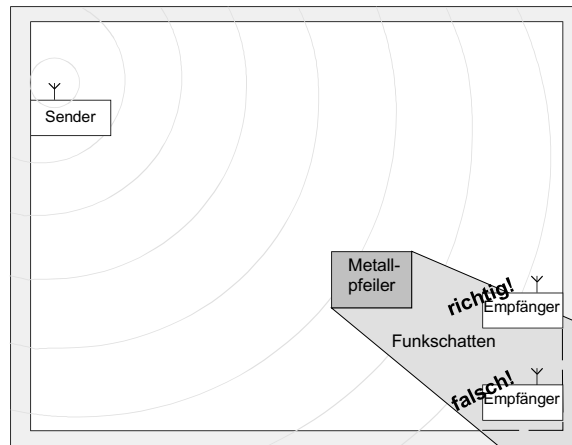 Sender
Metall-
pfeiler
richtig!
Empfänger
Funkschatten
falsch!
Empfänger